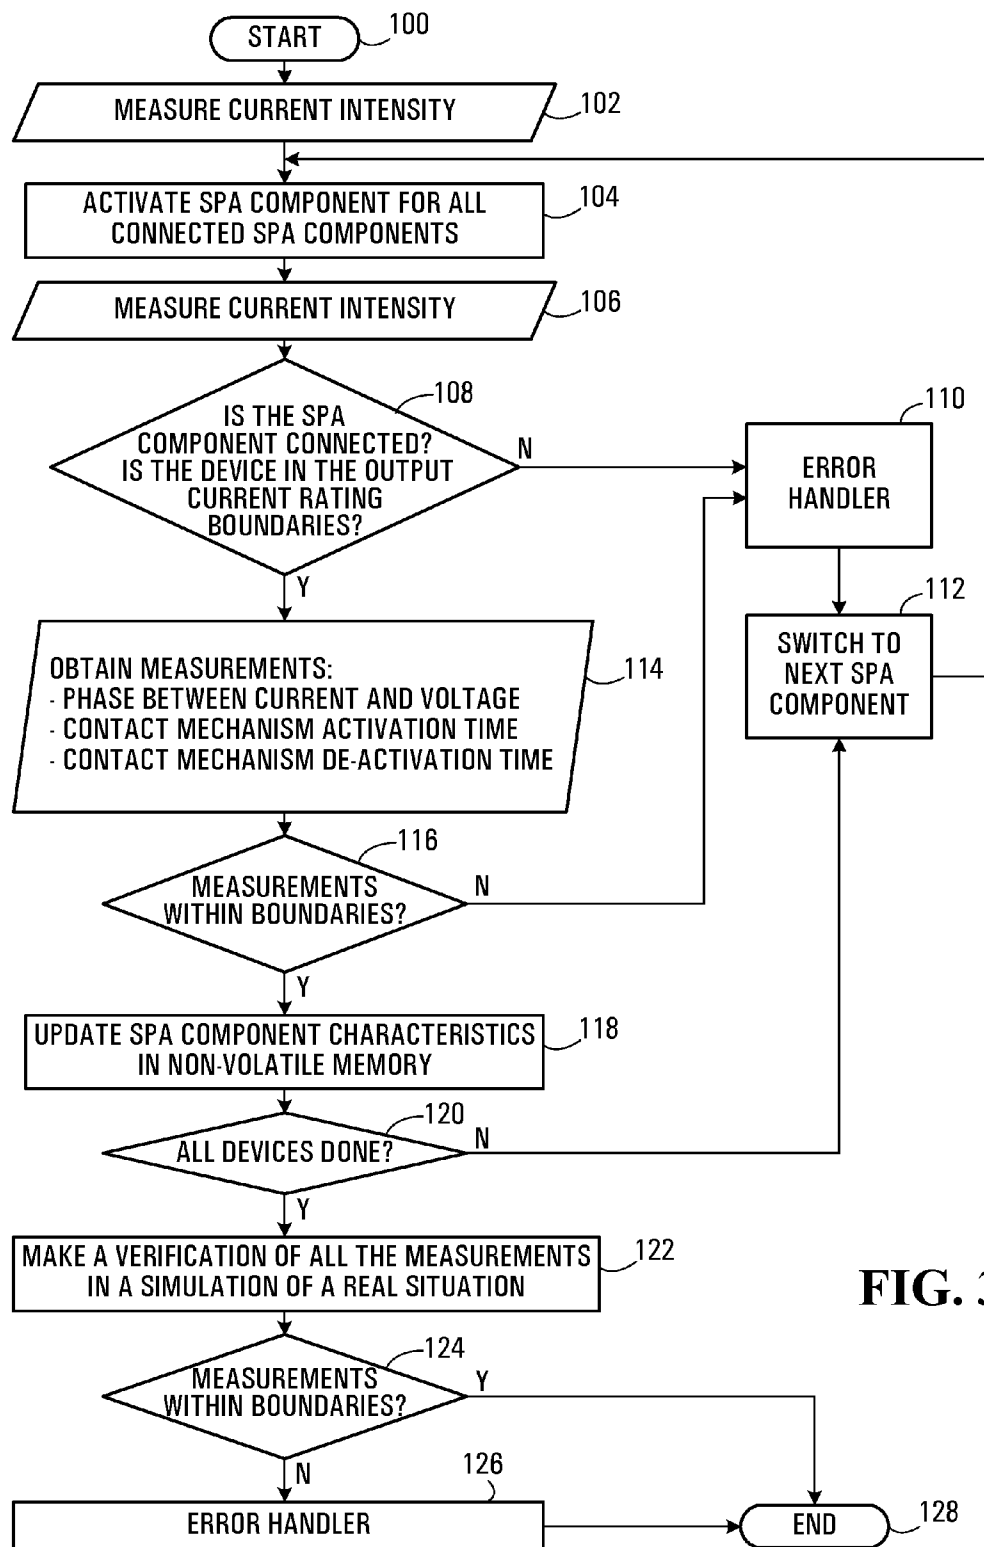 START
100
MEASURE CURRENT INTENSITY
102
ACTIVATE SPA COMPONENT FOR ALL
CONNECTED SPA COMPONENTS
104
MEASURE CURRENT INTENSITY
106
108
IS THE SPA
COMPONENT CONNECTED?
IS THE DEVICE IN THE OUTPUT
CURRENT RATING
BOUNDARIES?
N
Y
110
ERROR
HANDLER
112
SWITCH TO
NEXT SPA
COMPONENT
OBTAIN MEASUREMENTS:
- PHASE BETWEEN CURRENT AND VOLTAGE
- CONTACT MECHANISM ACTIVATION TIME
- CONTACT MECHANISM DE-ACTIVATION TIME
114
116
MEASUREMENTS
WITHIN BOUNDARIES?
N
Y
UPDATE SPA COMPONENT CHARACTERISTICS
IN NON-VOLATILE MEMORY
118
120
ALL DEVICES DONE?
N
Y
MAKE A VERIFICATION OF ALL THE MEASUREMENTS
IN A SIMULATION OF A REAL SITUATION
122
FIG. 3
124
MEASUREMENTS
WITHIN BOUNDARIES?
Y
N
126
ERROR HANDLER
END
128